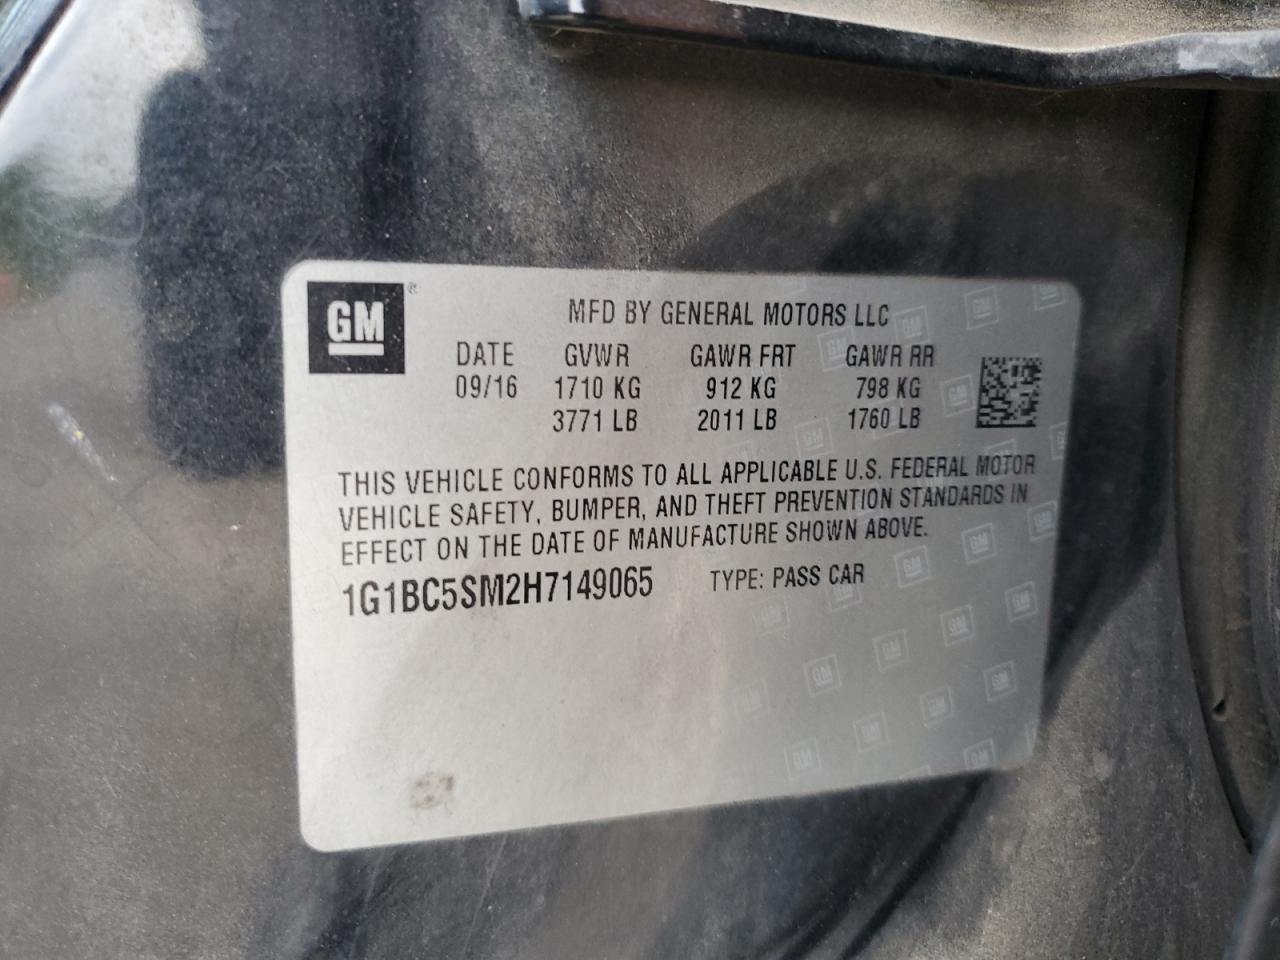 GM
MFD BY GENERAL MOTORS LLC
DATE GVWR GAWR FRT GAWR RR
09/16 1710 KG 912 KG 798 KG
3771 LB 2011 LB 1760 LB
THIS VEHICLE CONFORMS TO ALL APPLICABLE U.S. FEDERAL MOTOR
VEHICLE SAFETY, BUMPER, AND THEFT PREVENTION STANDARDS IN
EFFECT ON THE DATE OF MANUFACTURE SHOWN ABOVE.
1G1BC5SM2H7149065 TYPE: PASS CAR